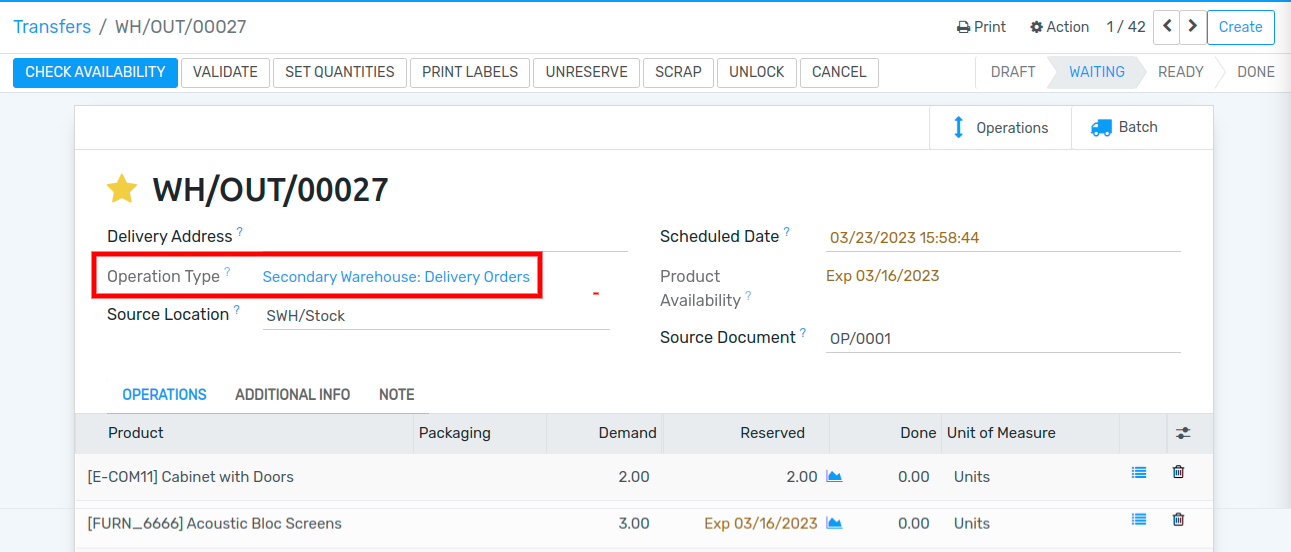 Transfers / WH/OUT/00027 Print Action 1 / 42 Create
CHECK AVAILABILITY VALIDATE SET QUANTITIES PRINT LABELS UNRESERVE SCRAP UNLOCK CANCEL DRAFT WAITING READY DONE
Operations Batch
WH/OUT/00027
Delivery Address ? Scheduled Date ? 03/23/2023 15:58:44
Operation Type ? Secondary Warehouse: Delivery Orders Product Availability ? Exp 03/16/2023
Source Location ? SWH/Stock Source Document ? OP/0001
OPERATIONS ADDITIONAL INFO NOTE
Product Packaging Demand Reserved Done Unit of Measure
[E-COM11] Cabinet with Doors 2.00 2.00 0.00 Units
[FURN_6666] Acoustic Bloc Screens 3.00 Exp 03/16/2023 0.00 Units